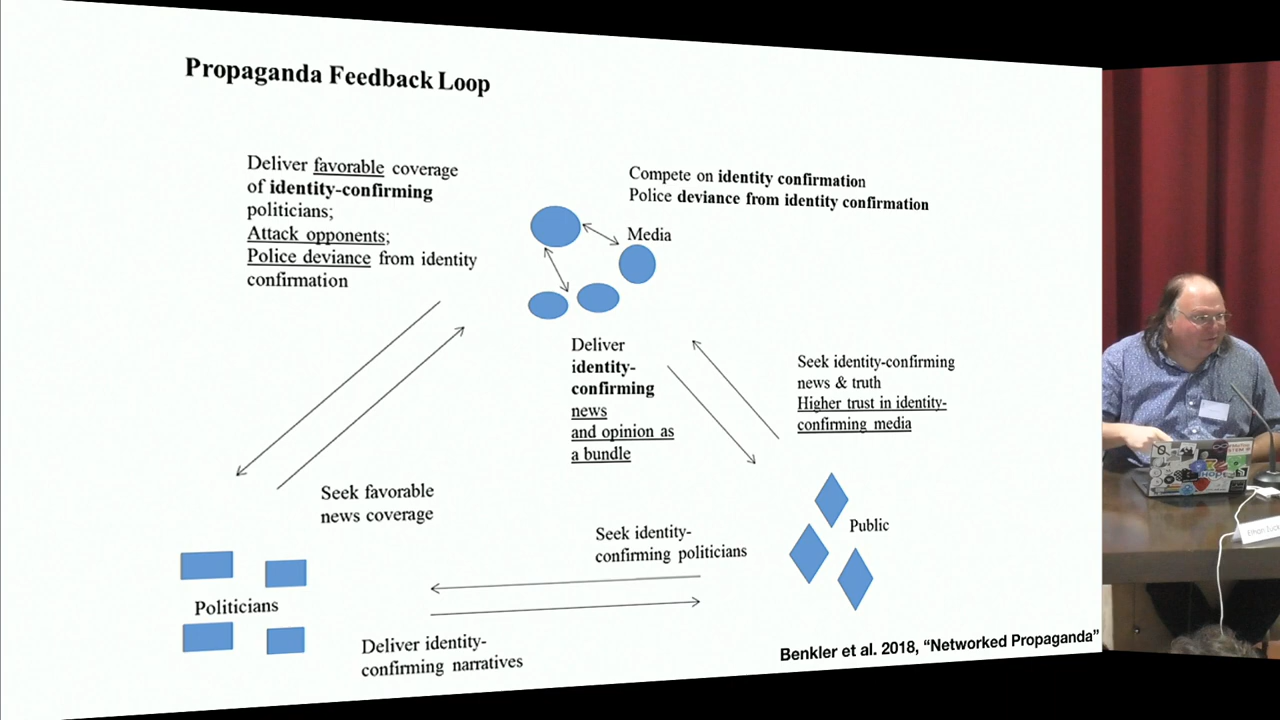 Propaganda Feedback Loop
Deliver favorable coverage
of identity-confirming
politicians;
Attack opponents;
Police deviance from identity
confirmation
Compete on identity confirmation
Police deviance from identity confirmation
Media
Deliver
identity-
confirming
news
and opinion as
a bundle
Seek identity-confirming
news & truth
Higher trust in identity-
confirming media
Seek favorable
news coverage
Seek identity-
confirming politicians
Public
Politicians
Deliver identity-
confirming narratives
Benkler et al. 2018, “Networked Propaganda”
Ethan